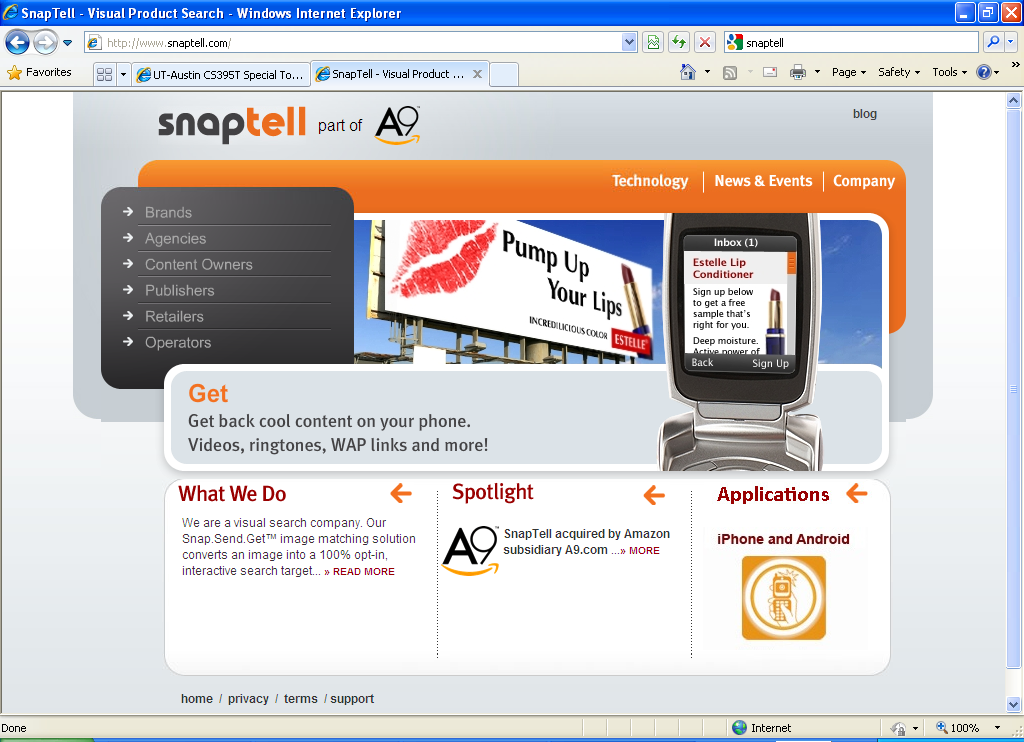 SnapTell - Visual Product Search - Windows Internet Explorer
http://www.snaptell.com/
snaptell
Favorites
UT-Austin CS395T Special To...
SnapTell - Visual Product ...
Page
Safety
Tools
snaptell part of A9™
blog
Technology
News & Events
Company
Brands
Agencies
Content Owners
Publishers
Retailers
Operators
Pump Up
Your Lips
INCREDILICIOUS COLOR
ESTELLE
Inbox (1)
Estelle Lip
Conditioner
Sign up below
to get a free
sample that's
right for you.
Deep moisture.
Active power of
Back
Sign Up
Get
Get back cool content on your phone.
Videos, ringtones, WAP links and more!
What We Do
We are a visual search company. Our
Snap.Send.Get™ image matching solution
converts an image into a 100% opt-in,
interactive search target... » READ MORE
Spotlight
A9™
SnapTell acquired by Amazon
subsidiary A9.com ...» MORE
Applications
iPhone and Android
home / privacy / terms / support
Done
Internet
100%